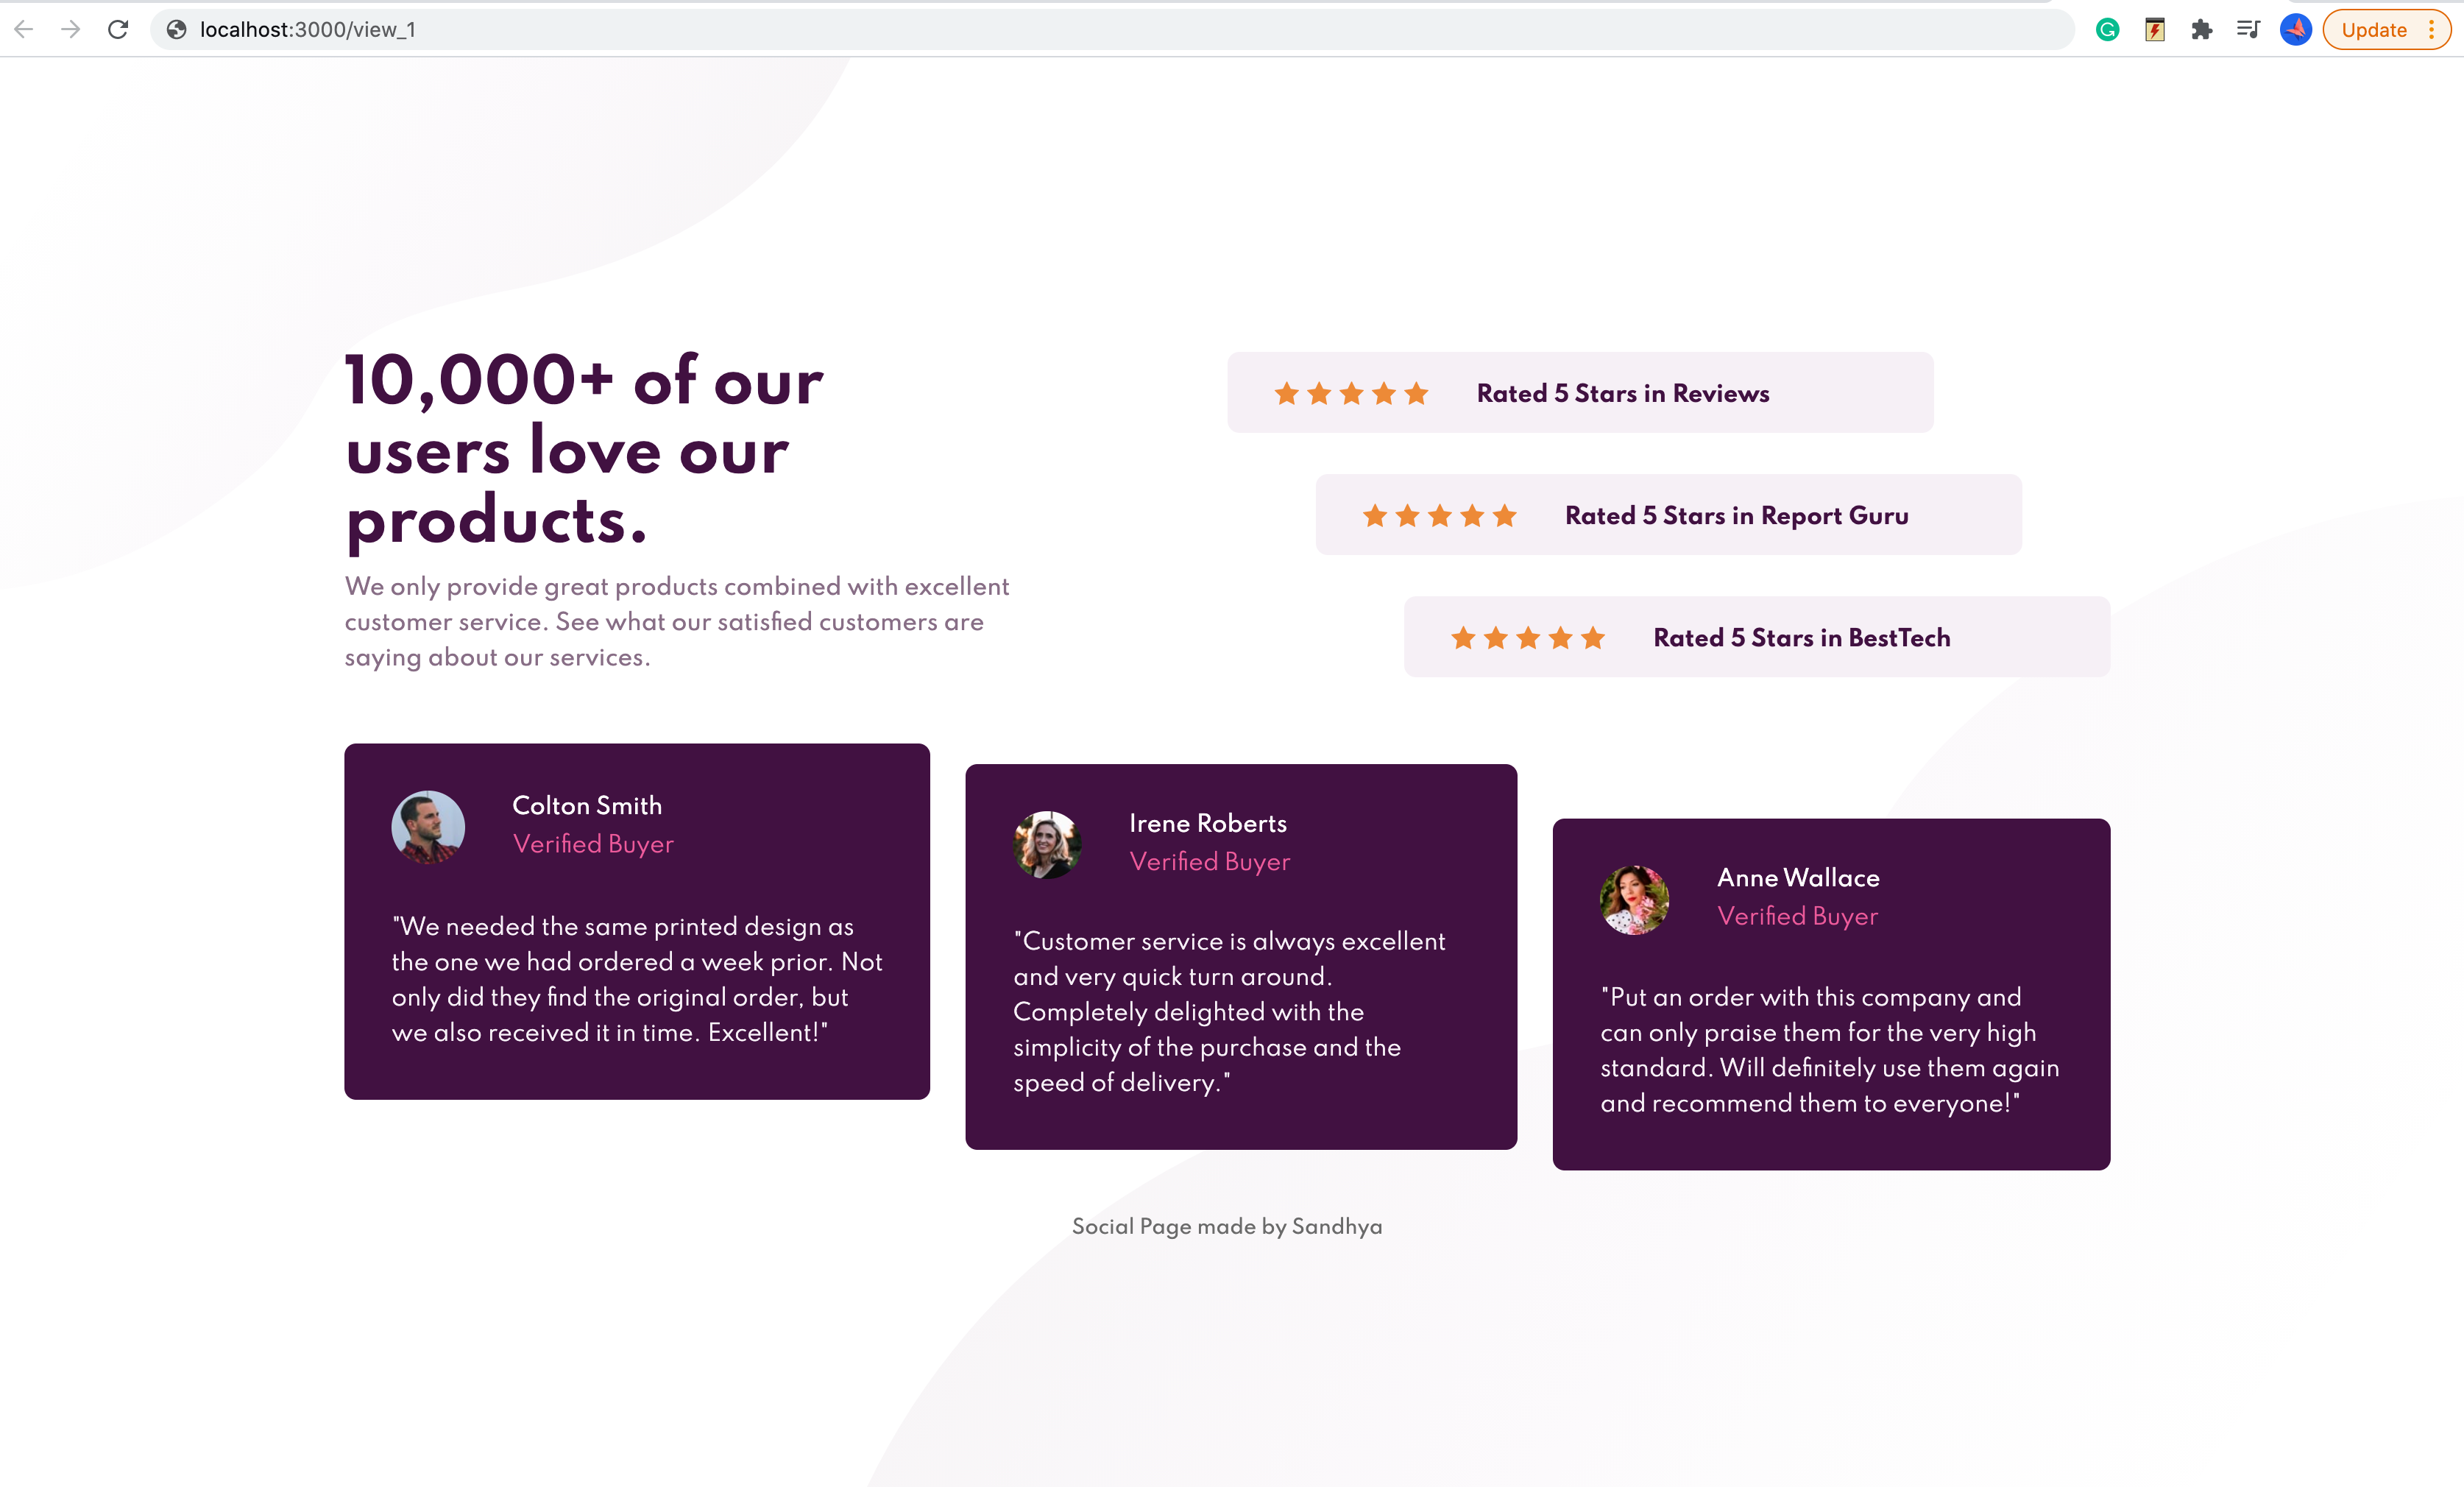 localhost:3000/view_1
Update
10,000+ of our
users love our
products.
We only provide great products combined with excellent
customer service. See what our satisfied customers are
saying about our services.
Rated 5 Stars in Reviews
Rated 5 Stars in Report Guru
Rated 5 Stars in BestTech
Colton Smith
Verified Buyer
"We needed the same printed design as
the one we had ordered a week prior. Not
only did they find the original order, but
we also received it in time. Excellent!"
Irene Roberts
Verified Buyer
"Customer service is always excellent
and very quick turn around.
Completely delighted with the
simplicity of the purchase and the
speed of delivery."
Anne Wallace
Verified Buyer
"Put an order with this company and
can only praise them for the very high
standard. Will definitely use them again
and recommend them to everyone!"
Social Page made by Sandhya